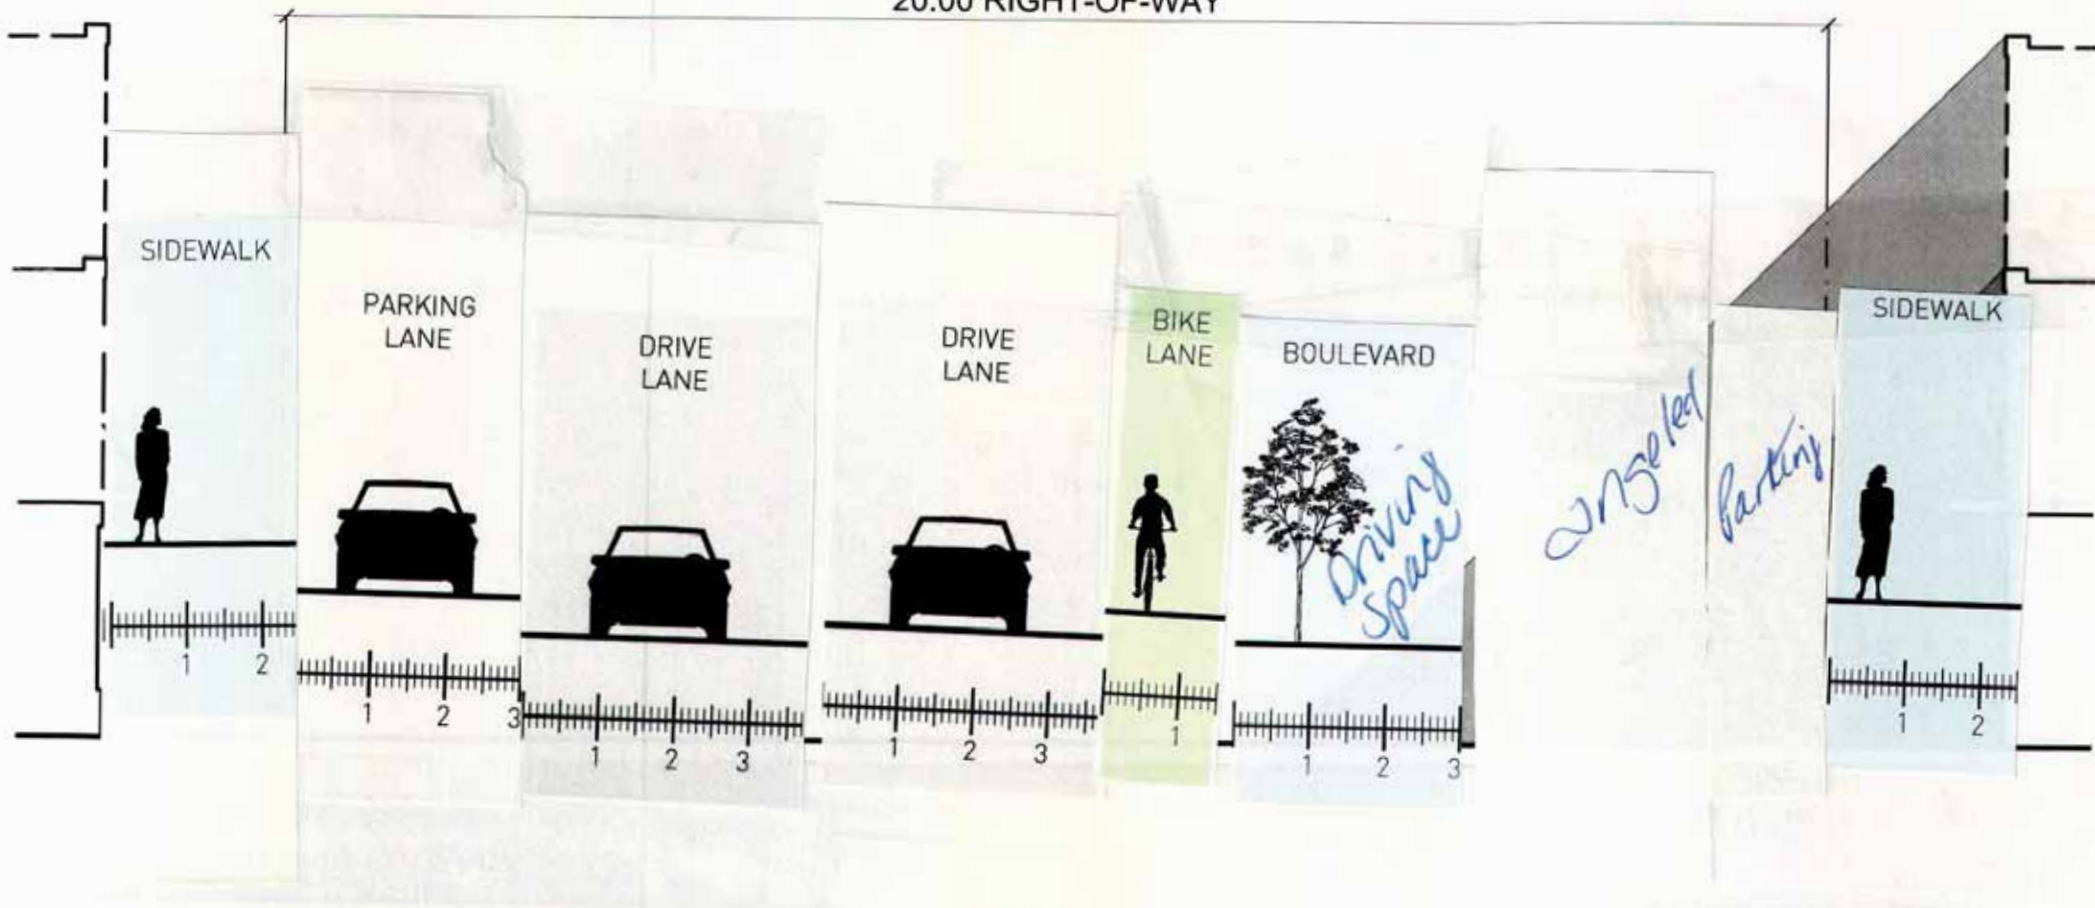 20.00 RIGHT-OF-WAY
SIDEWALK
1 2
PARKING
LANE
1 2 3
DRIVE
LANE
1 2 3
DRIVE
LANE
1 2 3
BIKE
LANE
1
BOULEVARD
Driving
Space
1 2 3
angeled
Parking
SIDEWALK
1 2